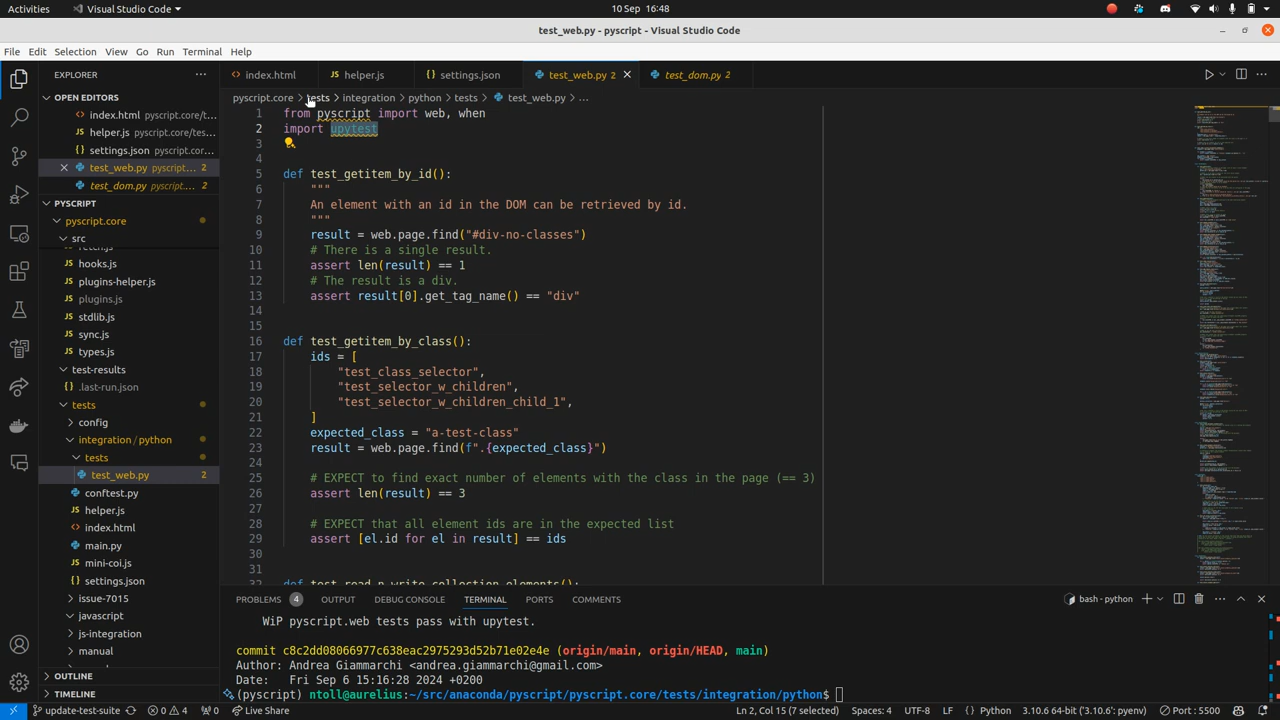 Activities
Visual Studio Code
10 Sep 16:48
test_web.py - pyscript - Visual Studio Code
File Edit Selection View Go Run Terminal Help
EXPLORER
OPEN EDITORS
index.html pyscript.core/t...
helper.js pyscript.core/tes...
settings.json pyscript.cor...
test_web.py pyscript.... 2
test_dom.py pyscript.... 2
PYSCRIPT
pyscript.core
src
hooks.js
plugins-helper.js
plugins.js
stdlib.js
sync.js
types.js
test-results
.last-run.json
tests
config
integration / python
tests
test_web.py 2
conftest.py
helper.js
index.html
main.py
mini-coi.js
settings.json
issue-7015
javascript
js-integration
manual
OUTLINE
TIMELINE
index.html
helper.js
settings.json
test_web.py 2
test_dom.py 2
pyscript.core > tests > integration > python > tests > test_web.py > ...
1 from pyscript import web, when
2 import upytest
3
4
5 def test_getitem_by_id():
6 """
7 An element with an id in the DOM can be retrieved by id.
8 """
9 result = web.page.find("#div-no-classes")
10 # There is a single result.
11 assert len(result) == 1
12 # The result is a div.
13 assert result[0].get_tag_name() == "div"
14
15
16 def test_getitem_by_class():
17 ids = [
18 "test_class_selector",
19 "test_selector_w_children",
20 "test_selector_w_children_child_1",
21 ]
22 expected_class = "a-test-class"
23 result = web.page.find(f".{expected_class}")
24
25 # EXPECT to find exact number of elements with the class in the page (== 3)
26 assert len(result) == 3
27
28 # EXPECT that all element ids are in the expected list
29 assert [el.id for el in result] == ids
30
31
32 def test_read_n_write_collection_elements():
PROBLEMS 4 OUTPUT DEBUG CONSOLE TERMINAL PORTS COMMENTS
bash - python
WiP pyscript.web tests pass with upytest.
commit c8c2dd08066977c638eac2975293d52b71e02e4e (origin/main, origin/HEAD, main)
Author: Andrea Giammarchi <andrea.giammarchi@gmail.com>
Date: Fri Sep 6 15:16:28 2024 +0200
(pyscript) ntoll@aurelius:~/src/anaconda/pyscript/pyscript.core/tests/integration/python$
update-test-suite 0 4 0 Live Share
Ln 2, Col 15 (7 selected) Spaces: 4 UTF-8 LF Python 3.10.6 64-bit ('3.10.6': pyenv) Port : 5500